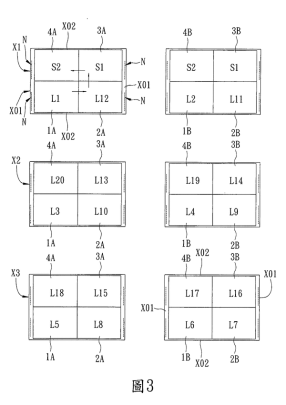 4A X02 3A
X1 N S2 S1 N
X01 X01
N L1 L12 N
1A X02 2A
4B 3B
S2 S1
L2 L11
1B 2B
4A 3A
X2 L20 L13
L3 L10
1A 2A
4B 3B
L19 L14
L4 L9
1B 2B
4A 3A
X3 L18 L15
L5 L8
1A 2A
4B X02 3B
X01 L17 L16 X01
L6 L7
1B X02 2B
圖3